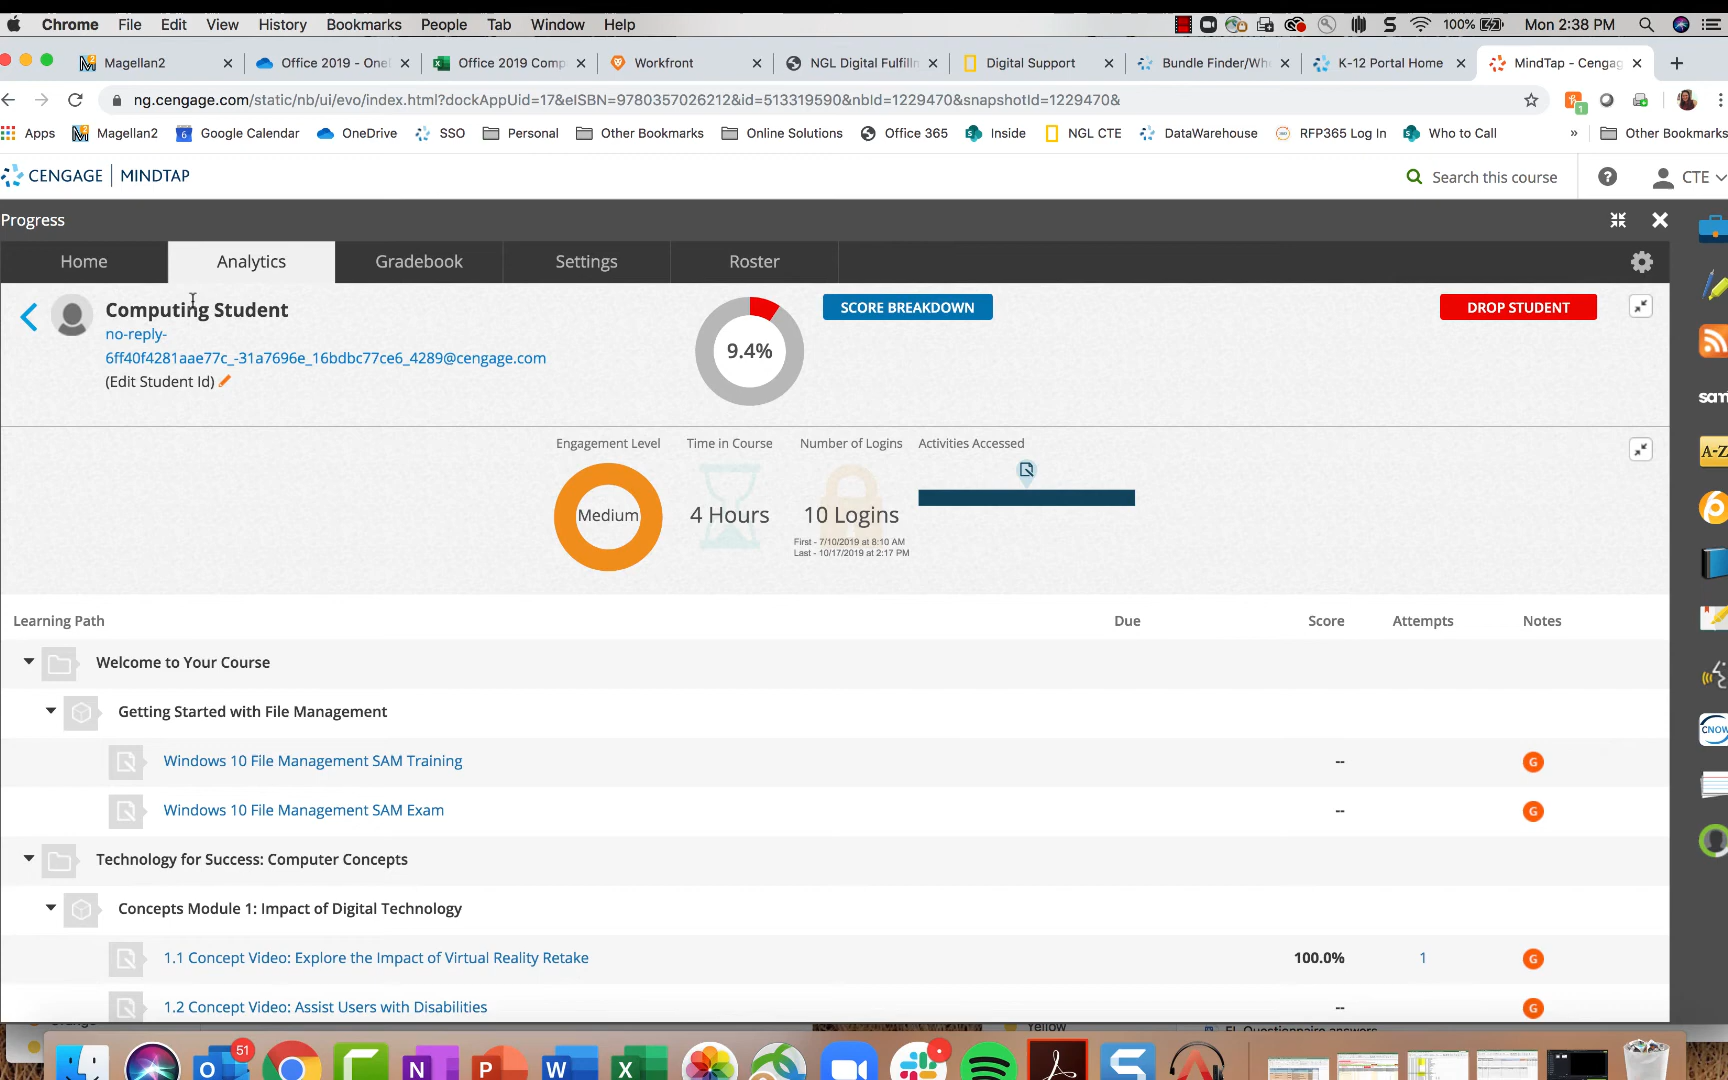 Chrome File Edit View History Bookmarks People Tab Window Help 100% Mon 2:38 PM
Magellan2 Office 2019 - OneD Office 2019 Comp Workfront NGL Digital Fulfillm Digital Support Bundle Finder/Who K-12 Portal Home MindTap - Cengag
ng.cengage.com/static/nb/ui/evo/index.html?dockAppUid=17&eISBN=9780357026212&id=513319590&nbId=1229470&snapshotId=1229470&
Apps Magellan2 Google Calendar OneDrive SSO Personal Other Bookmarks Online Solutions Office 365 Inside NGL CTE DataWarehouse RFP365 Log In Who to Call » Other Bookmarks
CENGAGE MINDTAP Search this course CTE
Progress
Home Analytics Gradebook Settings Roster
Computing Student
no-reply-
6ff40f4281aae77c_-31a7696e_16bdbc77ce6_4289@cengage.com
(Edit Student Id)
9.4%
SCORE BREAKDOWN
DROP STUDENT
Engagement Level Time in Course Number of Logins Activities Accessed
Medium 4 Hours 10 Logins
First - 7/10/2019 at 8:10 AM
Last - 10/17/2019 at 2:17 PM
Learning Path Due Score Attempts Notes
Welcome to Your Course
Getting Started with File Management
Windows 10 File Management SAM Training -- G
Windows 10 File Management SAM Exam -- G
Technology for Success: Computer Concepts
Concepts Module 1: Impact of Digital Technology
1.1 Concept Video: Explore the Impact of Virtual Reality Retake 100.0% 1 G
1.2 Concept Video: Assist Users with Disabilities -- G
sam
A-Z
CNOW
Yellow
51